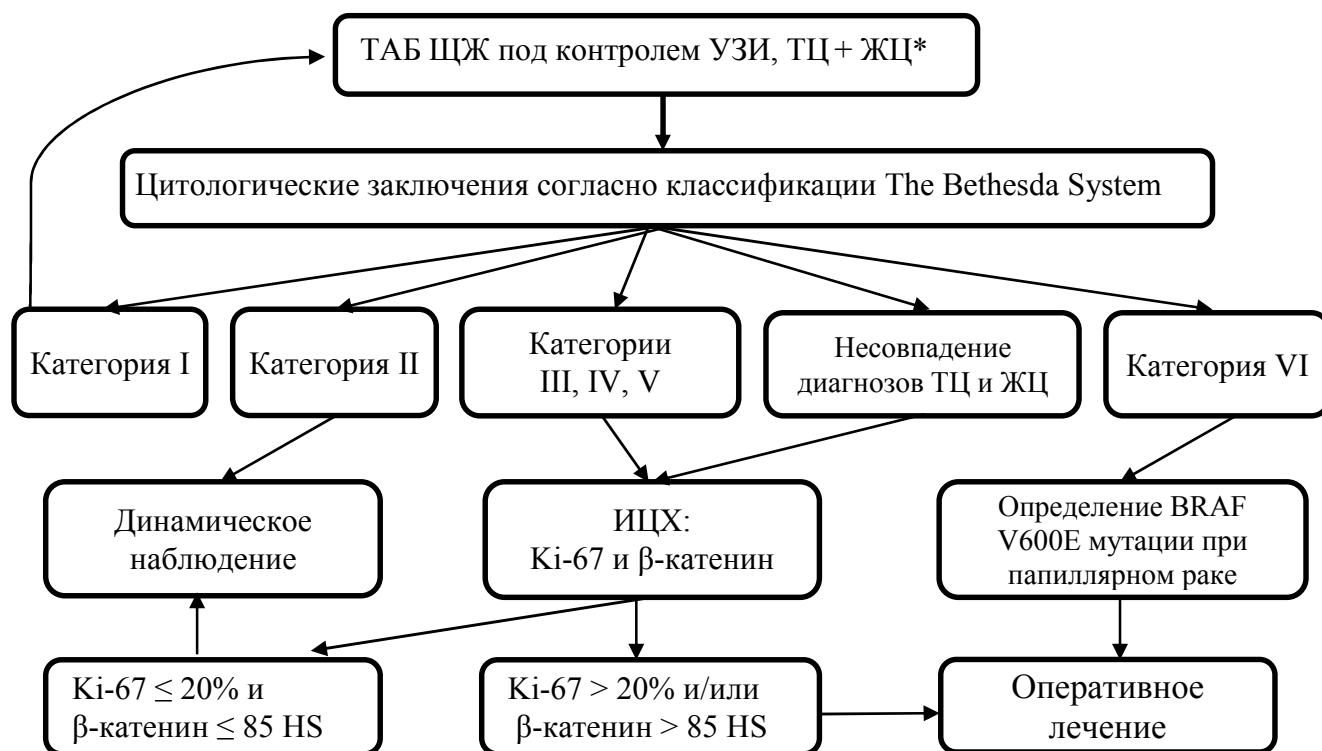 ТАБ ЩЖ под контролем УЗИ, ТЦ + ЖЦ*
Цитологические заключения согласно классификации The Bethesda System
Категория I
Категория II
Категории
III, IV, V
Несовпадение
диагнозов ТЦ и ЖЦ
Категория VI
Динамическое
наблюдение
ИЦХ:
Ki-67 и β-катенин
Определение BRAF
V600E мутации при
папиллярном раке
Ki-67 ≤ 20% и
β-катенин ≤ 85 HS
Ki-67 > 20% и/или
β-катенин > 85 HS
Оперативное
лечение